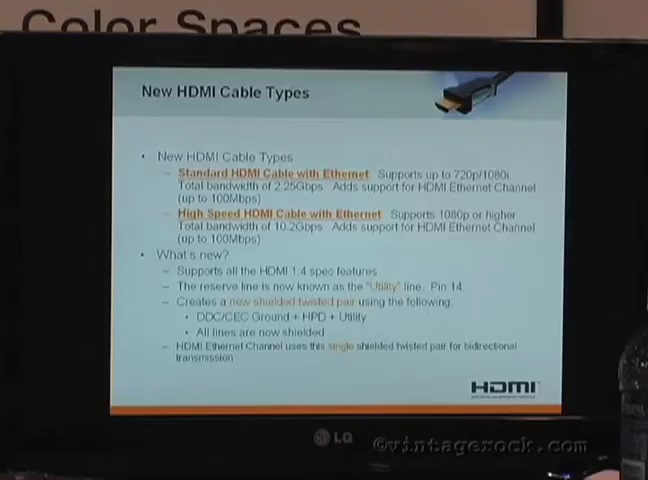 Color Spaces
New HDMI Cable Types
• New HDMI Cable Types
– Standard HDMI Cable with Ethernet Supports up to 720p/1080i
Total bandwidth of 2.25Gbps Adds support for HDMI Ethernet Channel
(up to 100Mbps)
– High Speed HDMI Cable with Ethernet Supports 1080p or higher
Total bandwidth of 10.2Gbps Adds support for HDMI Ethernet Channel
(up to 100Mbps)
• What's new?
– Supports all the HDMI 1.4 spec features
– The reserve line is now known as the "Utility" line. Pin 14.
– Creates a new shielded twisted pair using the following:
• DDC/CEC Ground + HPD + Utility
• All lines are now shielded
– HDMI Ethernet Channel uses this single shielded twisted pair for bidirectional
transmission
HDMI
LG
©vintagerock.com